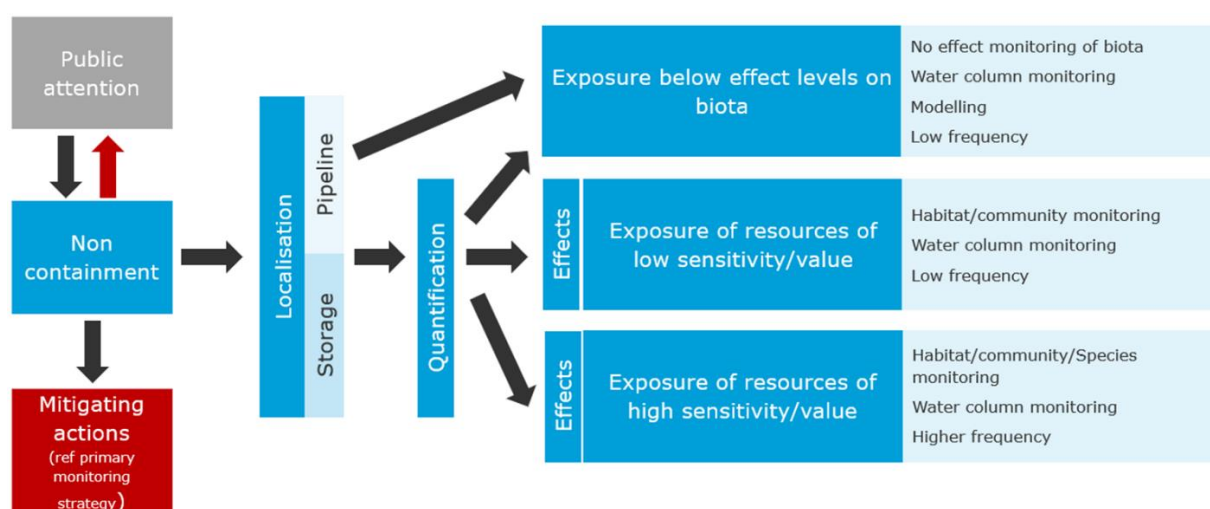 Public
attention
Non
containment
Mitigating
actions
(ref primary
monitoring
strategy)
Localisation
Pipeline
Storage
Quantification
Exposure below effect levels on
biota
No effect monitoring of biota
Water column monitoring
Modelling
Low frequency
Effects
Exposure of resources of
low sensitivity/value
Habitat/community monitoring
Water column monitoring
Low frequency
Effects
Exposure of resources of
high sensitivity/value
Habitat/community/Species
monitoring
Water column monitoring
Higher frequency